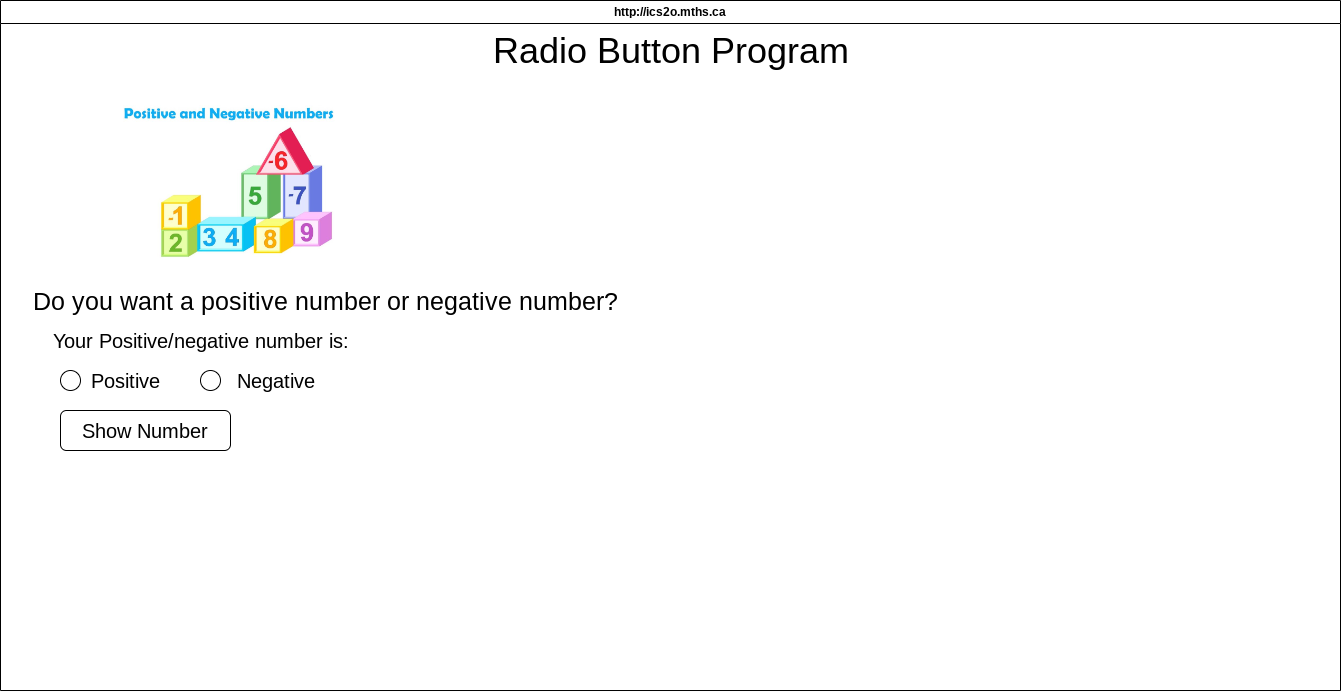 http://ics2o.mths.ca
Radio Button Program
Positive and Negative Numbers
-6
5 -7
-1
2 3 4 8 9
Do you want a positive number or negative number?
Your Positive/negative number is:
Positive Negative
Show Number